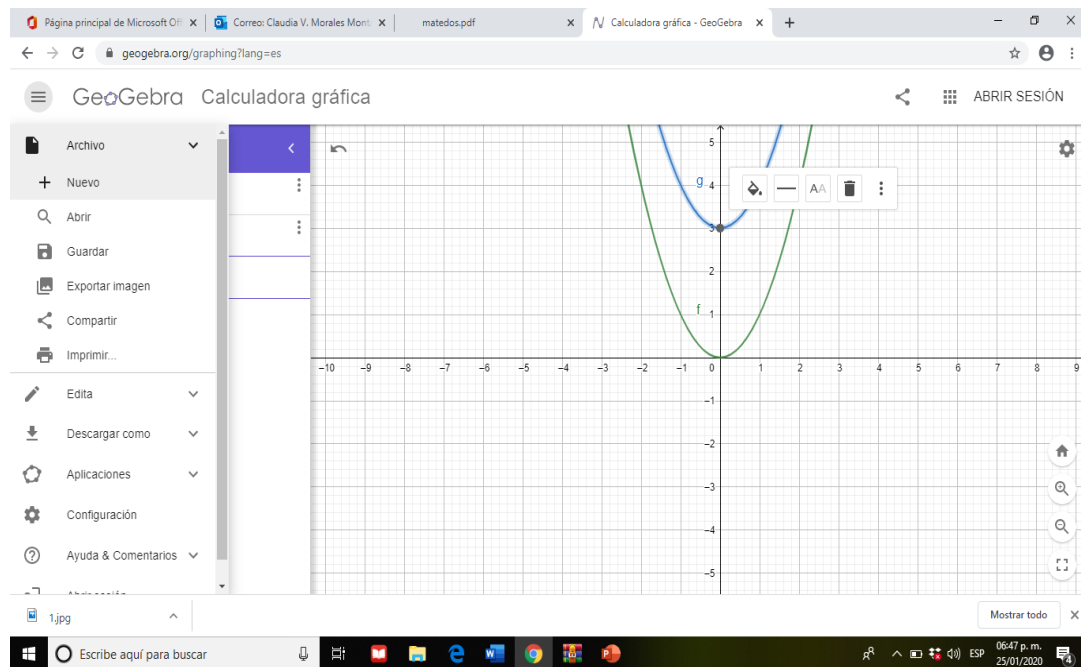 Página principal de Microsoft Off
Correo: Claudia V. Morales Mont
matedos.pdf
Calculadora gráfica - GeoGebra
geogebra.org/graphing?lang=es
GeoGebra Calculadora gráfica
ABRIR SESIÓN
Archivo
Nuevo
Abrir
Guardar
Exportar imagen
Compartir
Imprimir...
Edita
Descargar como
Aplicaciones
Configuración
Ayuda & Comentarios
5
g 4
AA
3
2
f 1
-10 -9 -8 -7 -6 -5 -4 -3 -2 -1 0 1 2 3 4 5 6 7 8 9
-1
-2
-3
-4
-5
1.jpg
Mostrar todo
Escribe aquí para buscar
ESP
06:47 p. m.
25/01/2020
4